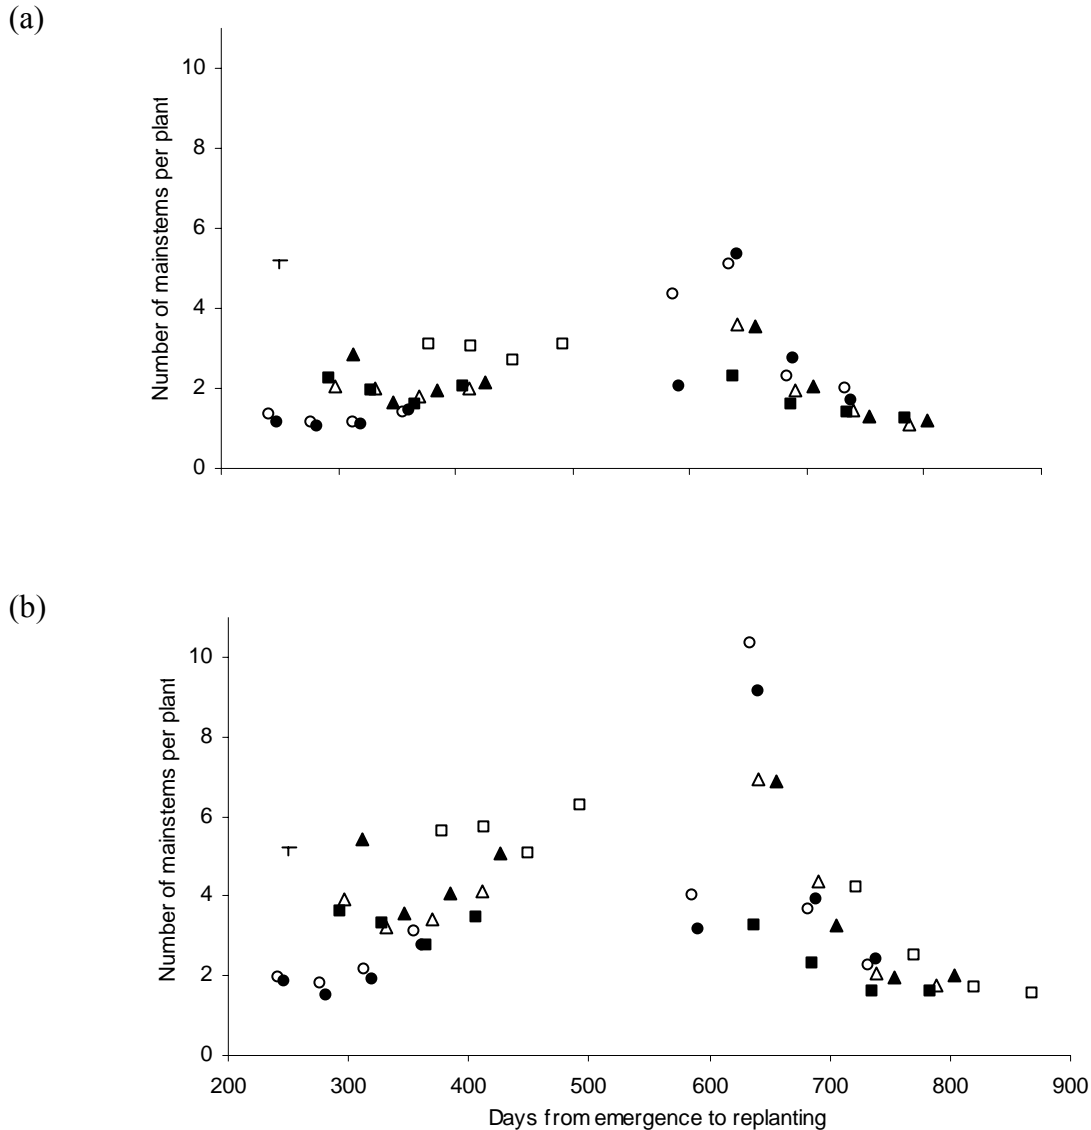 (a)
10
8
6
4
2
0
Number of mainstems per plant
(b)
10
8
6
4
2
0
Number of mainstems per plant
200 300 400 500 600 700 800 900
Days from emergence to replanting